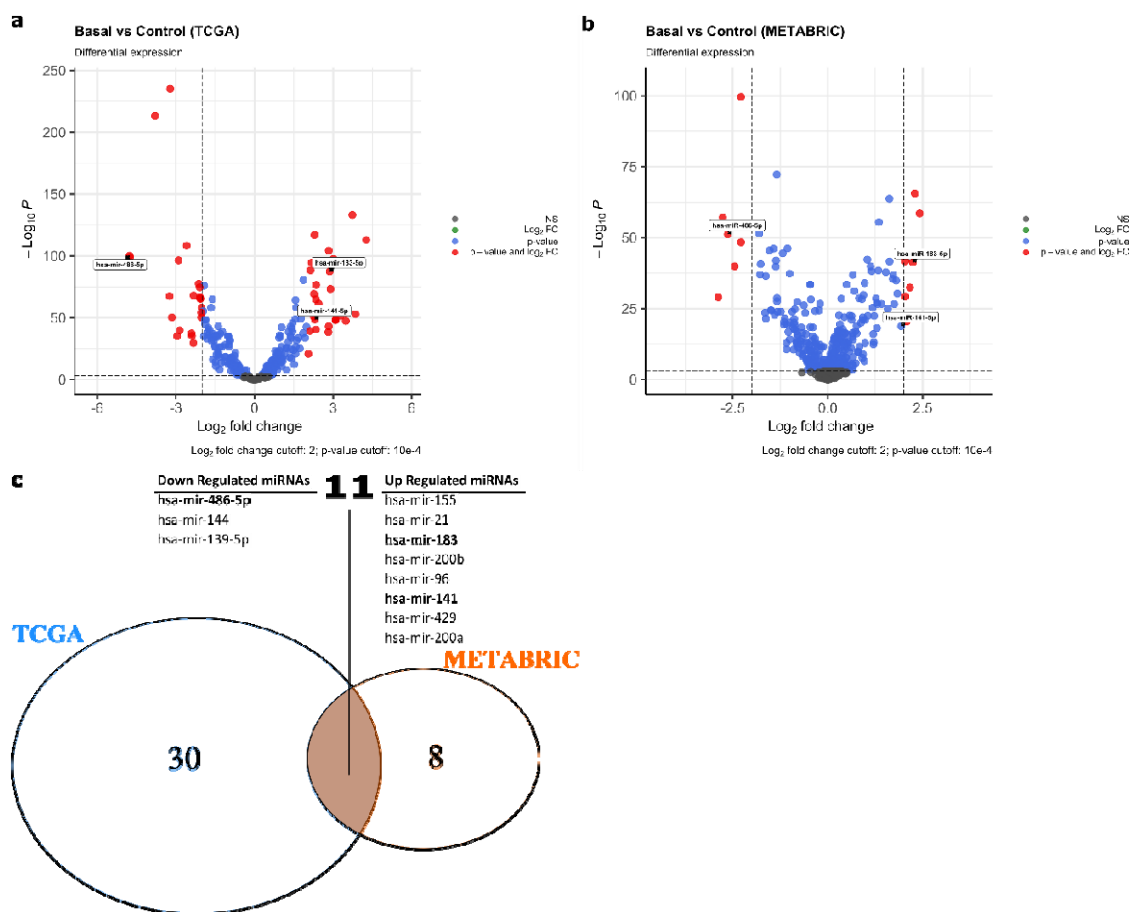 a
Basal vs Control (TCGA)
Differential expression
250
200
150
100
50
0
− Log10 P
hsa-mir-183-5p
hsa-mir-141-5p
-6
-3
0
3
6
Log2 fold change
NS
Log2 FC
p-value
p − value and log2 FC
Log2 fold change cutoff: 2; p-value cutoff: 10e-4
b
Basal vs Control (METABRIC)
Differential expression
100
75
50
25
0
− Log10 P
hsa-miR-486-5p
-2.5
0.0
2.5
Log2 fold change
NS
Log2 FC
p-value
p − value and log2 FC
Log2 fold change cutoff: 2; p-value cutoff: 10e-4
c
Down Regulated miRNAs
hsa-mir-486-5p
hsa-mir-144
hsa-mir-139-5p
11
Up Regulated miRNAs
hsa-mir-155
hsa-mir-21
hsa-mir-183
hsa-mir-200b
hsa-mir-96
hsa-mir-141
hsa-mir-429
hsa-mir-200a
TCGA
METABRIC
30
8